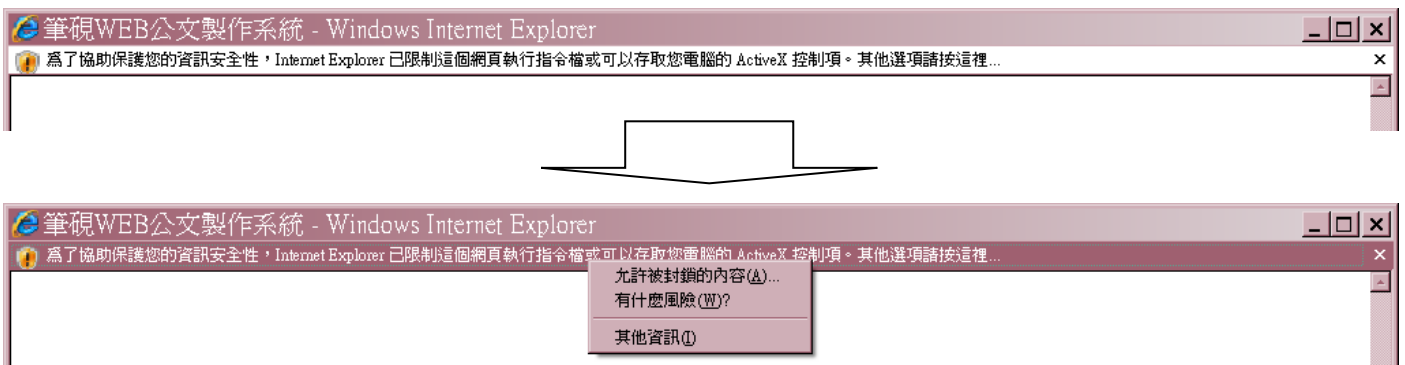 筆硯WEB公文製作系統 - Windows Internet Explorer
為了協助保護您的資訊安全性，Internet Explorer 已限制這個網頁執行指令檔或可以存取您電腦的 ActiveX 控制項。其他選項請按這裡...
筆硯WEB公文製作系統 - Windows Internet Explorer
為了協助保護您的資訊安全性，Internet Explorer 已限制這個網頁執行指令檔或可以存取您電腦的 ActiveX 控制項。其他選項請按這裡...
允許被封鎖的內容(A)...
有什麼風險(W)?
其他資訊(I)